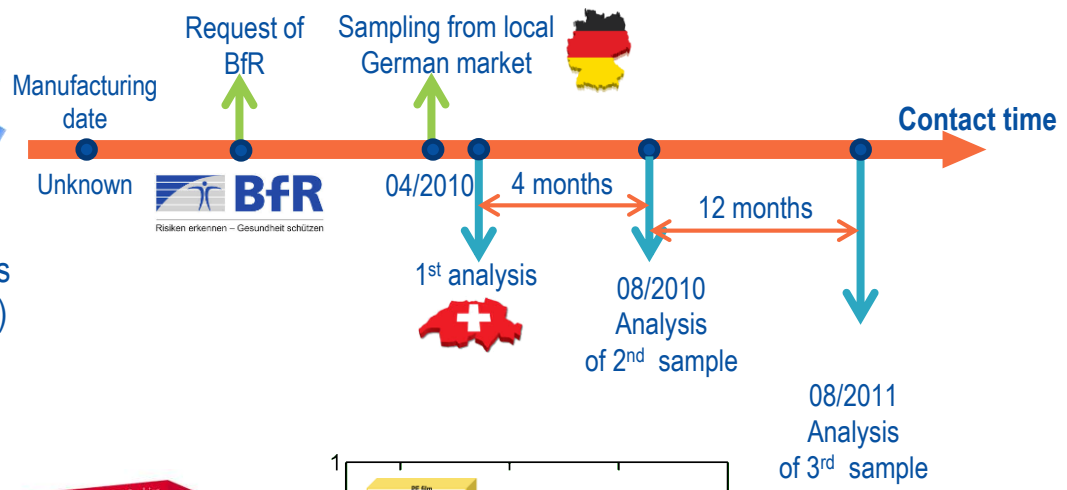 Request of
BfR
Sampling from local
German market
Manufacturing
date
Contact time
Unknown
BfR
Risiken erkennen – Gesundheit schützen
04/2010
4 months
12 months
1st analysis
s
)
08/2010
Analysis
of 2nd sample
08/2011
Analysis
of 3rd sample
1
PE film